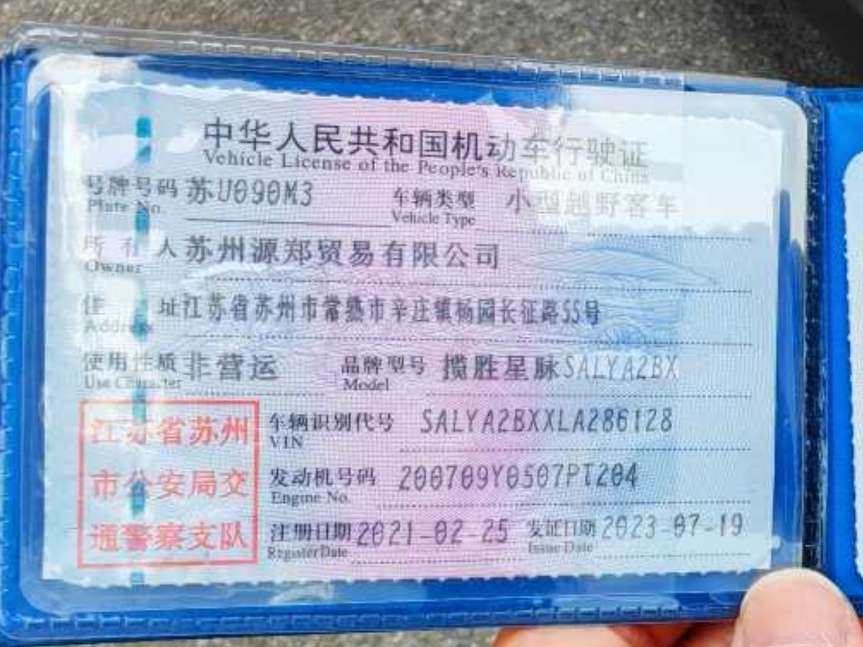 中华人民共和国机动车行驶证
Vehicle License of the People's Republic of China
号牌号码 苏U090M3 车辆类型 小型越野客车
Plate No. Vehicle Type
所有人 苏州源郑贸易有限公司
Owner
住址 江苏省苏州市常熟市辛庄镇杨园长征路55号
Address
使用性质 非营运 品牌型号 揽胜星脉SALYA2BX
Use Character Model
江苏省苏州 车辆识别代号 SALYA2BXXLA286128
VIN
市公安局交 发动机号码 200709Y0507PT204
Engine No.
通警察支队 注册日期 2021-02-25 发证日期 2023-07-19
Register Date Issue Date